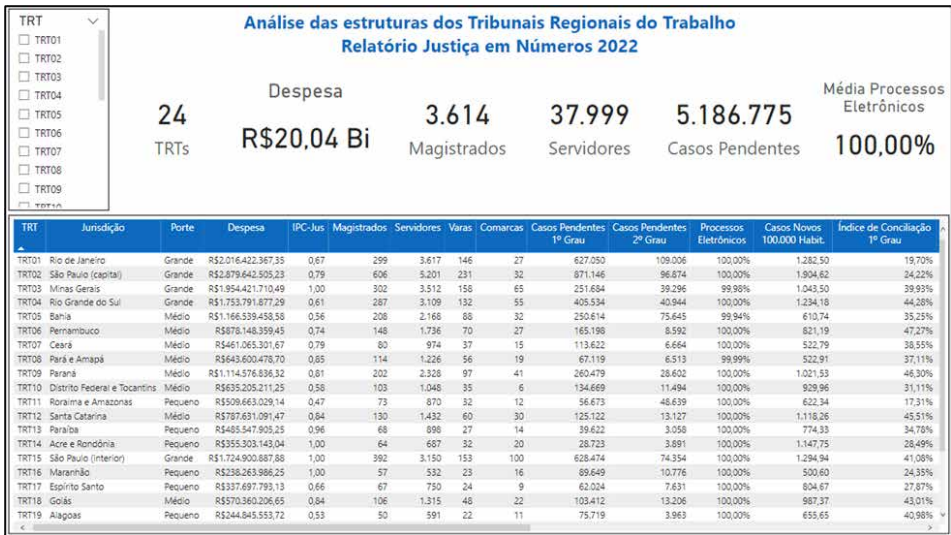 TRT
TRT01
TRT02
TRT03
TRT04
TRT05
TRT06
TRT07
TRT08
TRT09
TRT10
Análise das estruturas dos Tribunais Regionais do Trabalho
Relatório Justiça em Números 2022
24
TRTs
Despesa
R$20,04 Bi
3.614
Magistrados
37.999
Servidores
5.186.775
Casos Pendentes
Média Processos
Eletrônicos
100,00%
TRT Jurisdição Porte Despesa IPC-Jus Magistrados Servidores Varas Comarcas Casos Pendentes 1º Grau Casos Pendentes 2º Grau Processos Eletrônicos Casos Novos 100.000 Habit. Índice de Conciliação 1º Grau
TRT01 Rio de Janeiro Grande R$2.016.422.367,35 0,67 299 3.617 146 27 627.050 109.006 100,00% 1.282,50 19,70%
TRT02 São Paulo (capital) Grande R$2.879.642.505,23 0,79 606 5.201 231 32 871.146 96.874 100,00% 1.904,62 24,22%
TRT03 Minas Gerais Grande R$1.954.421.710,49 1,00 302 3.512 158 65 251.684 39.296 99,98% 1.043,50 39,93%
TRT04 Rio Grande do Sul Grande R$1.753.791.877,29 0,61 287 3.109 132 55 405.534 40.944 100,00% 1.234,18 44,28%
TRT05 Bahia Médio R$1.166.539.458,58 0,56 208 2.168 88 32 250.614 75.645 99,94% 610,74 35,25%
TRT06 Pernambuco Médio R$878.148.359,45 0,74 148 1.736 70 27 165.198 8.592 100,00% 821,19 47,27%
TRT07 Ceará Médio R$461.065.301,67 0,79 80 974 37 15 113.622 6.664 100,00% 522,79 38,55%
TRT08 Pará e Amapá Médio R$643.600.478,70 0,85 114 1.226 56 19 67.119 6.513 99,99% 522,91 37,11%
TRT09 Paraná Médio R$1.114.576.836,32 0,81 202 2.328 97 41 260.479 28.602 100,00% 1.021,53 46,30%
TRT10 Distrito Federal e Tocantins Médio R$635.205.211,25 0,58 103 1.048 35 6 134.669 11.494 100,00% 929,96 31,11%
TRT11 Roraima e Amazonas Pequeno R$509.663.029,14 0,47 73 870 32 12 56.673 48.639 100,00% 622,34 17,31%
TRT12 Santa Catarina Médio R$787.631.091,47 0,84 130 1.432 60 30 125.122 13.127 100,00% 1.118,26 45,51%
TRT13 Paraíba Pequeno R$485.547.905,25 0,96 68 898 27 14 39.622 3.058 100,00% 774,33 34,78%
TRT14 Acre e Rondônia Pequeno R$355.303.143,04 1,00 64 687 32 20 28.723 3.891 100,00% 1.147,75 28,49%
TRT15 São Paulo (interior) Grande R$1.724.900.887,88 1,00 392 3.150 153 100 628.474 74.354 100,00% 1.294,94 41,08%
TRT16 Maranhão Pequeno R$238.263.986,25 1,00 57 532 23 16 89.649 10.776 100,00% 500,60 24,35%
TRT17 Espírito Santo Pequeno R$337.697.793,13 0,66 67 750 24 9 62.024 7.631 100,00% 804,67 27,87%
TRT18 Goiás Médio R$570.360.206,65 0,84 106 1.315 48 22 103.412 13.206 100,00% 987,37 43,01%
TRT19 Alagoas Pequeno R$244.845.553,72 0,53 50 591 22 11 75.719 3.963 100,00% 655,65 40,98%